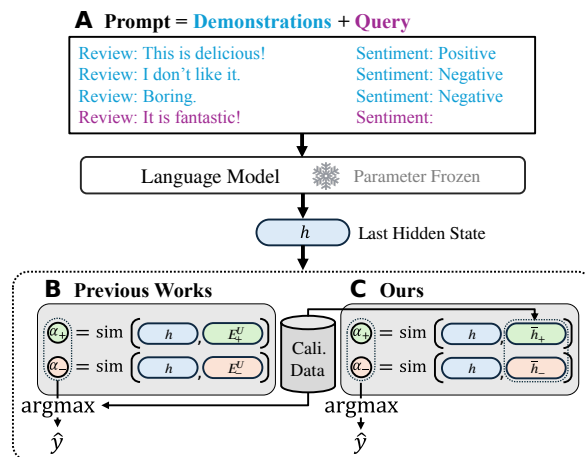 A Prompt = Demonstrations + Query
Review: This is delicious! Sentiment: Positive
Review: I don't like it. Sentiment: Negative
Review: Boring. Sentiment: Negative
Review: It is fantastic! Sentiment:
Language Model Parameter Frozen
h Last Hidden State
B Previous Works
α₊ = sim ( h , E₊ᵁ )
α₋ = sim ( h , E₋ᵁ )
argmax
ŷ
Cali.
Data
C Ours
α₊ = sim ( h , h̄₊ )
α₋ = sim ( h , h̄₋ )
argmax
ŷ